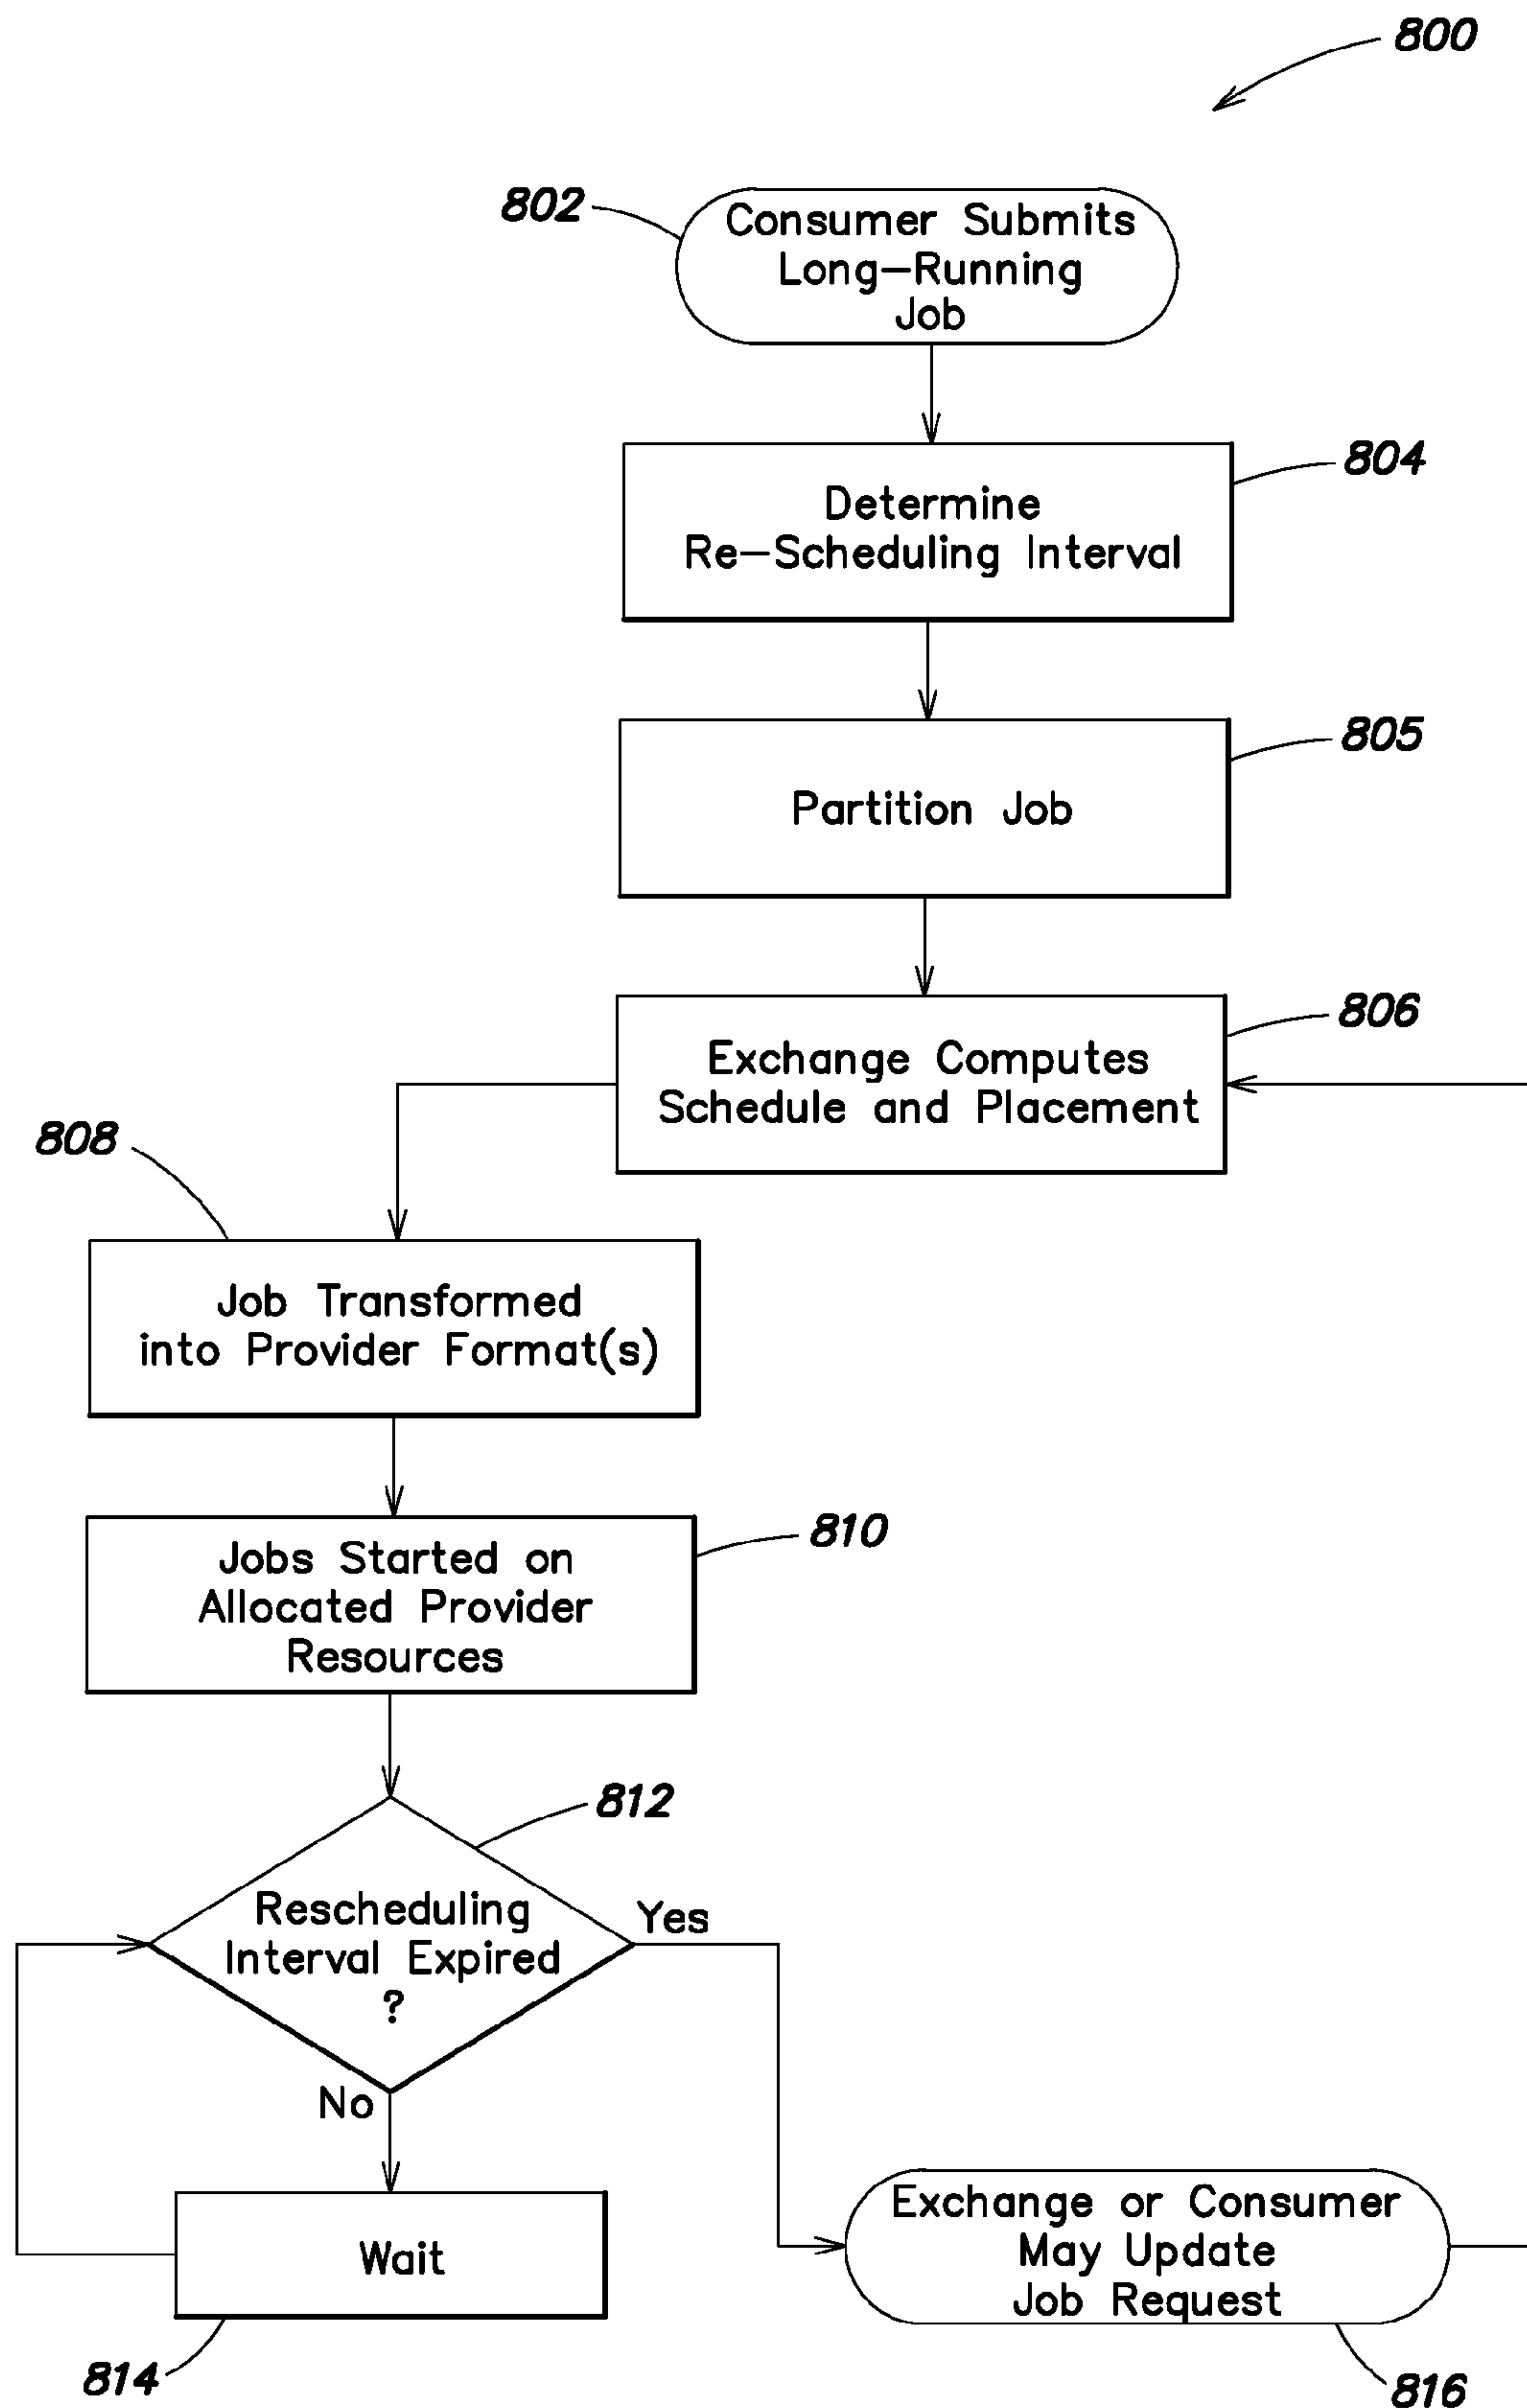 800
802
Consumer Submits
Long-Running
Job
804
Determine
Re-Scheduling Interval
805
Partition Job
806
Exchange Computes
Schedule and Placement
808
Job Transformed
into Provider Format(s)
810
Jobs Started on
Allocated Provider
Resources
812
Rescheduling
Interval Expired
?
Yes
No
Wait
814
Exchange or Consumer
May Update
Job Request
816